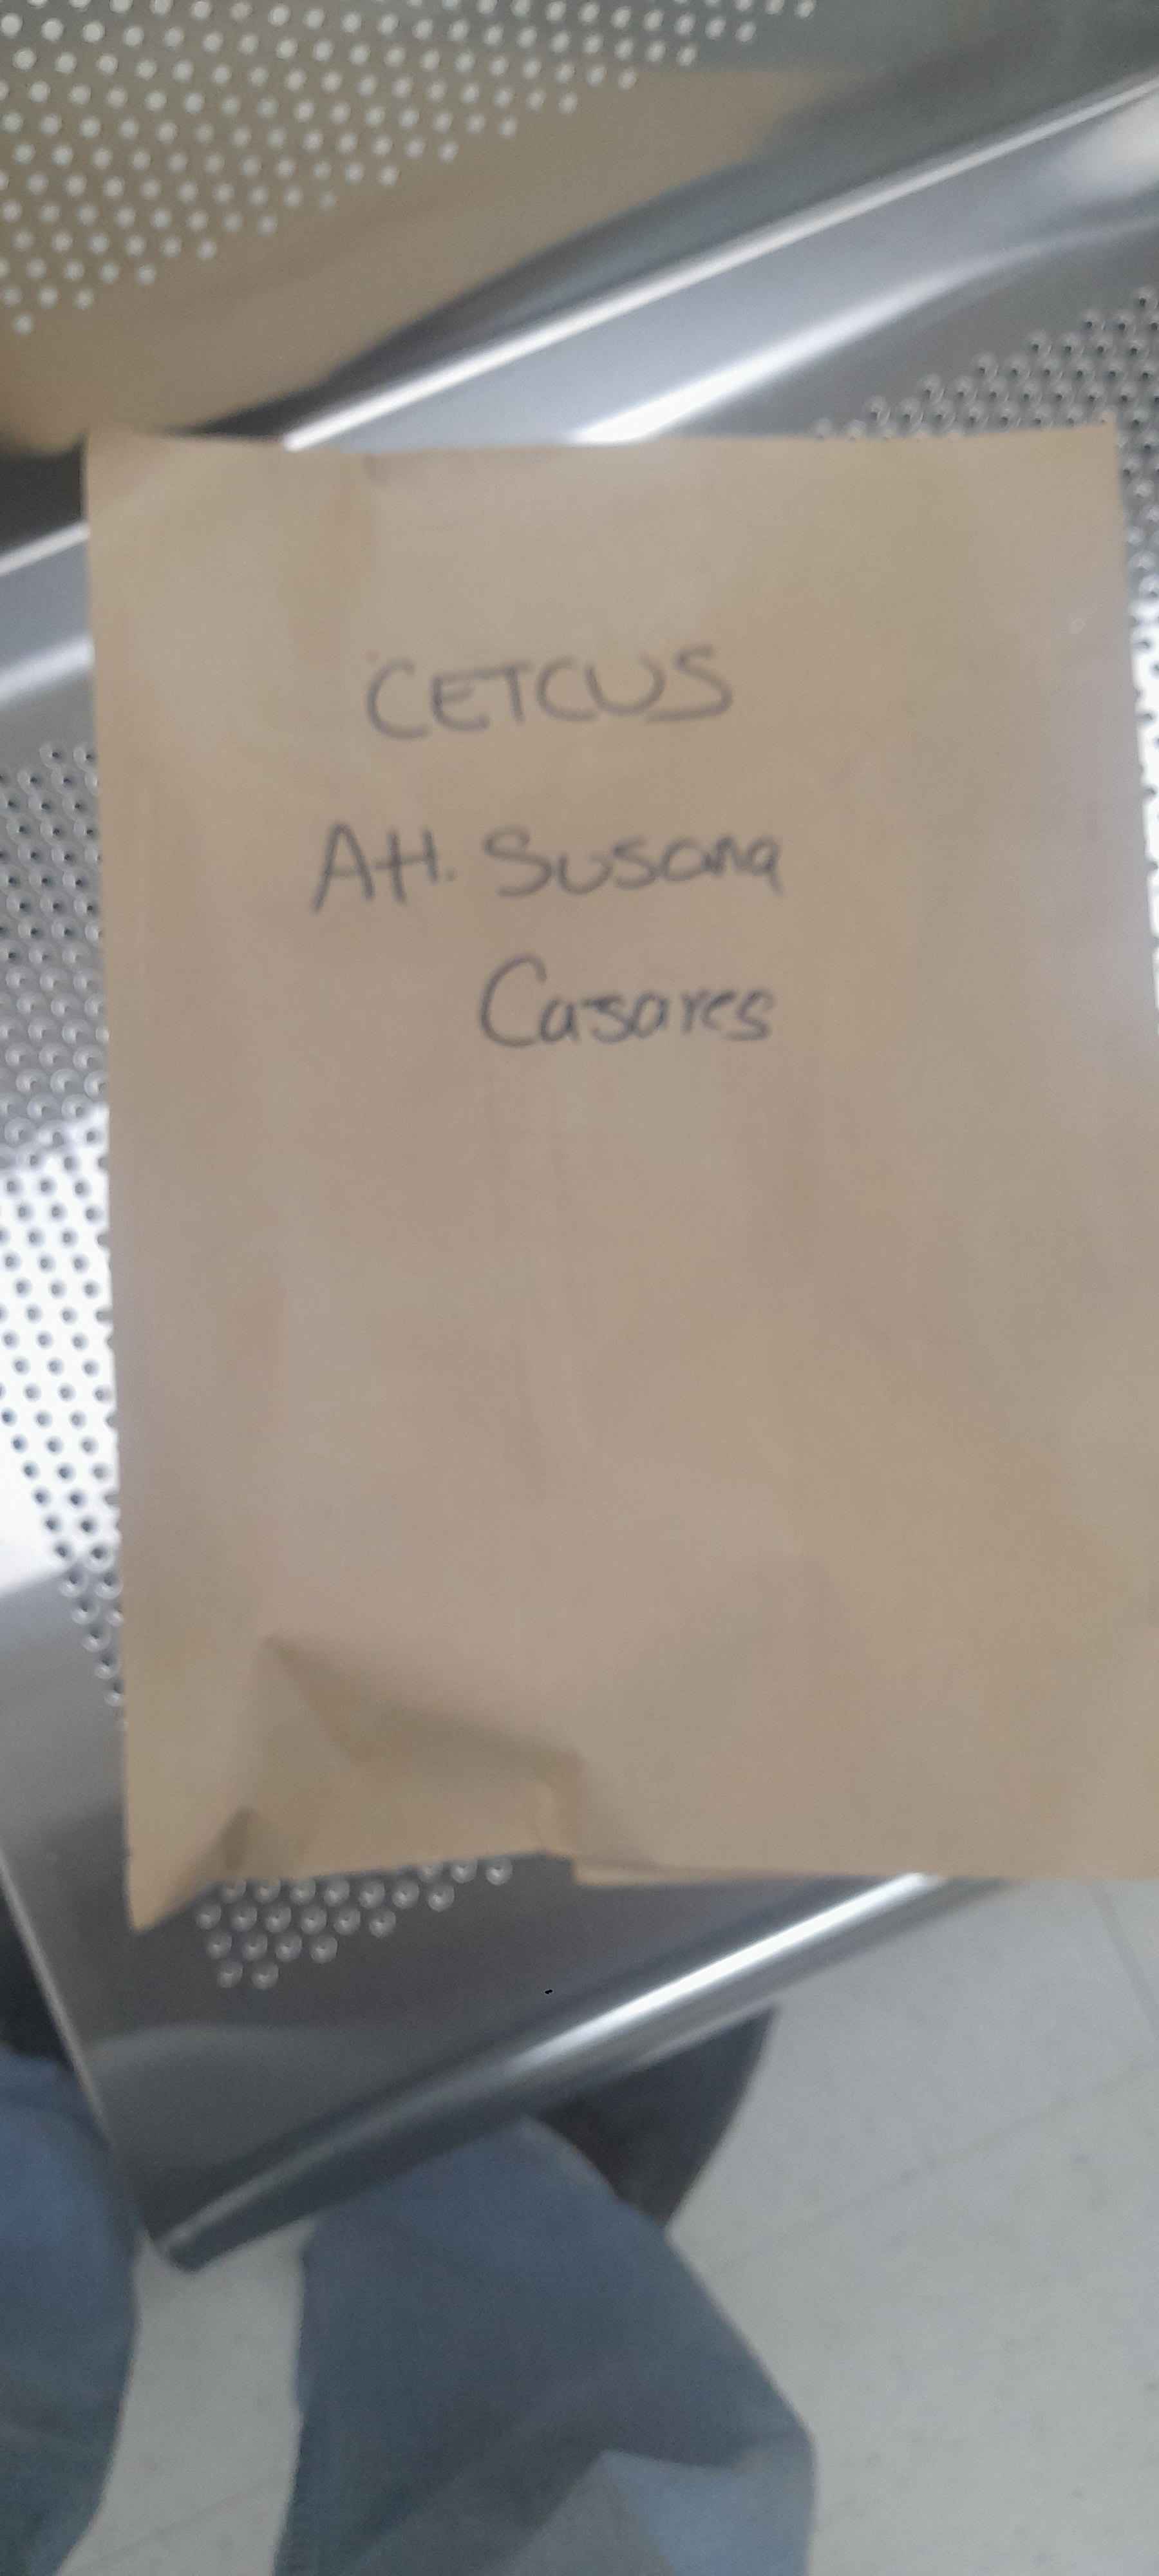 CETCUS
Att. Susana
Casares